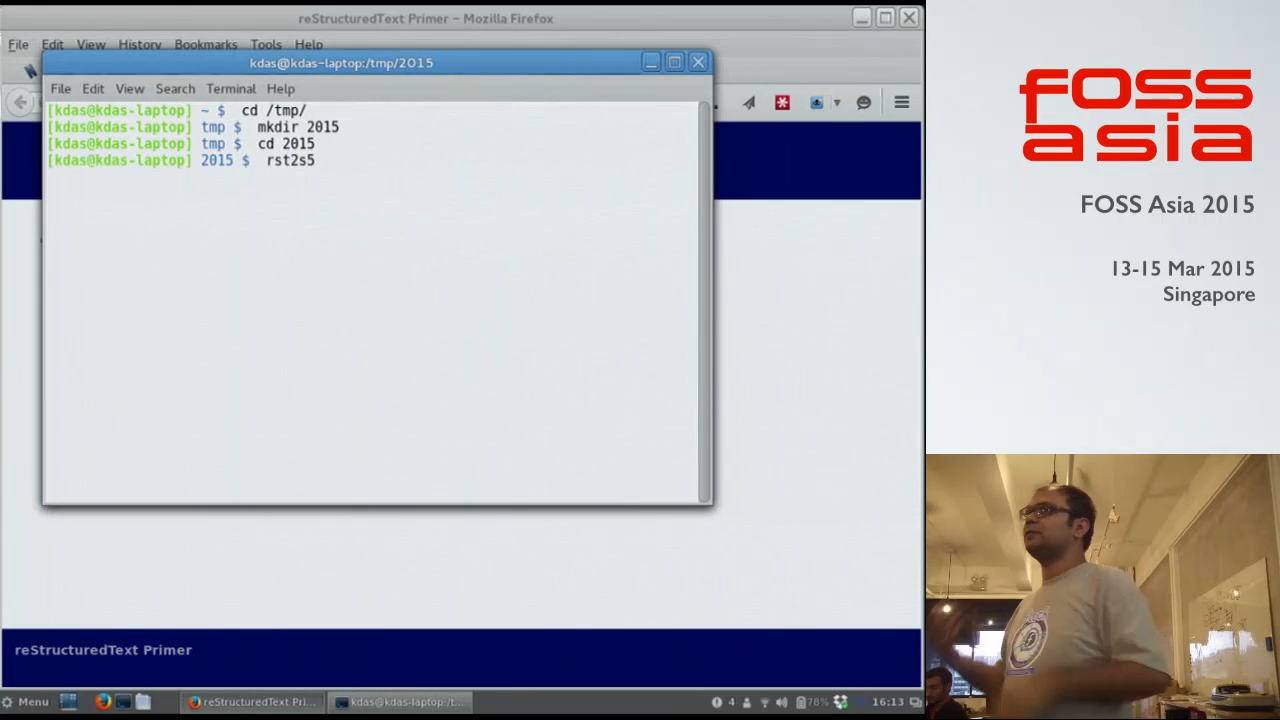 reStructuredText Primer – Mozilla Firefox
File Edit View History Bookmarks Tools Help
kdas@kdas-laptop:/tmp/2015
File Edit View Search Terminal Help
[kdas@kdas-laptop] ~ $ cd /tmp/
[kdas@kdas-laptop] tmp $ mkdir 2015
[kdas@kdas-laptop] tmp $ cd 2015
[kdas@kdas-laptop] 2015 $ rst2s5
reStructuredText Primer
Menu
reStructuredText Pri...
kdas@kdas-laptop:/t...
4
78%
16:13
FOSS
asia
FOSS Asia 2015
13-15 Mar 2015
Singapore